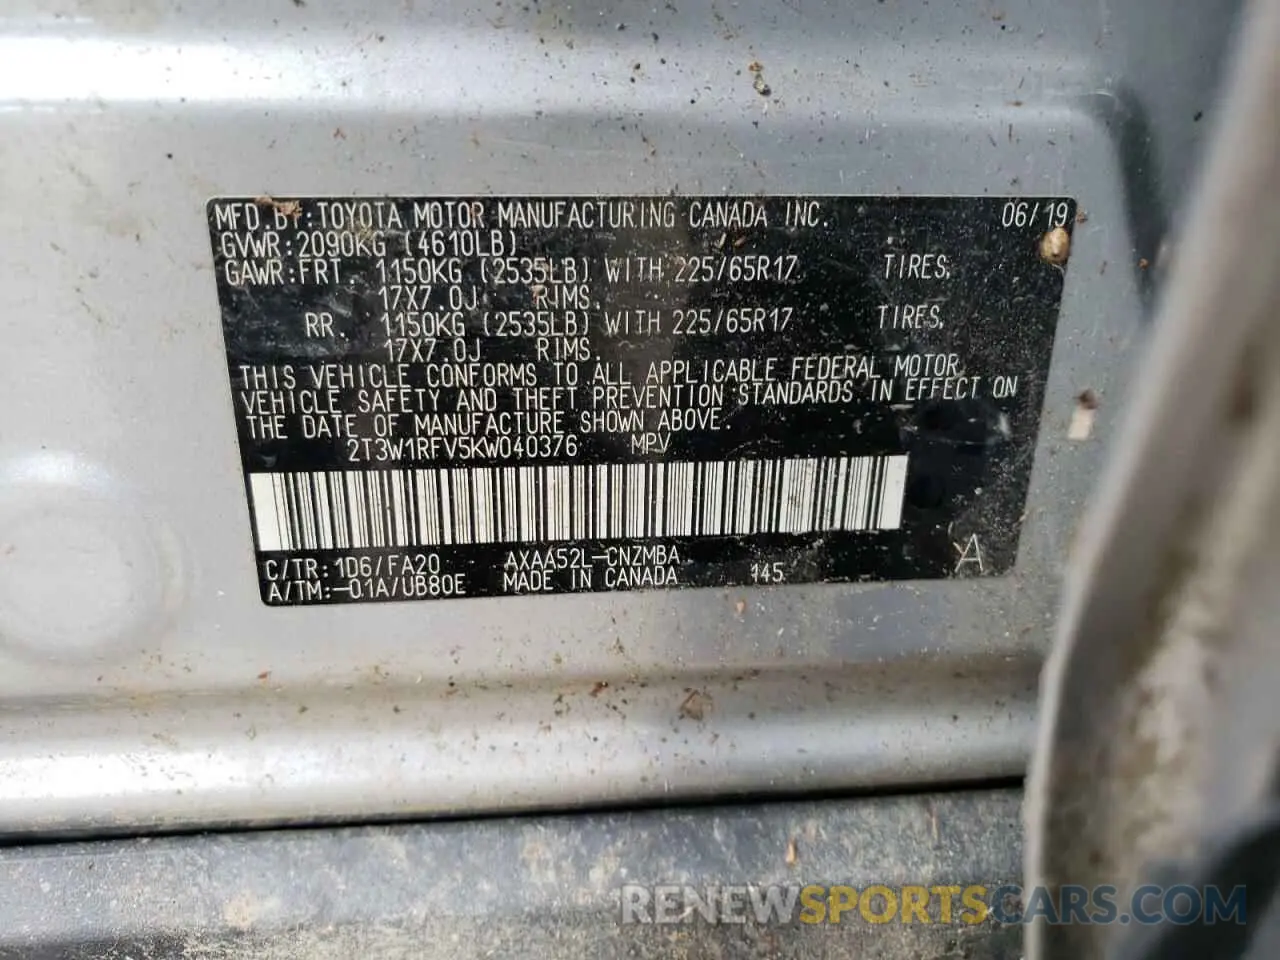 MFD.BY:TOYOTA MOTOR MANUFACTURING CANADA INC. 06/19
GVWR:2090KG (4610LB)
GAWR:FRT. 1150KG (2535LB) WITH 225/65R17 TIRES,
17X7.0J RIMS.
RR. 1150KG (2535LB) WITH 225/65R17 TIRES,
17X7.0J RIMS.
THIS VEHICLE CONFORMS TO ALL APPLICABLE FEDERAL MOTOR
VEHICLE SAFETY AND THEFT PREVENTION STANDARDS IN EFFECT ON
THE DATE OF MANUFACTURE SHOWN ABOVE.
2T3W1RFV5KW040376 MPV
C/TR:1D6/FA20 AXAA52L-CNZMBA
A/TM:-01A/UB80E MADE IN CANADA 145
A
RENEWSPORTSCARS.COM